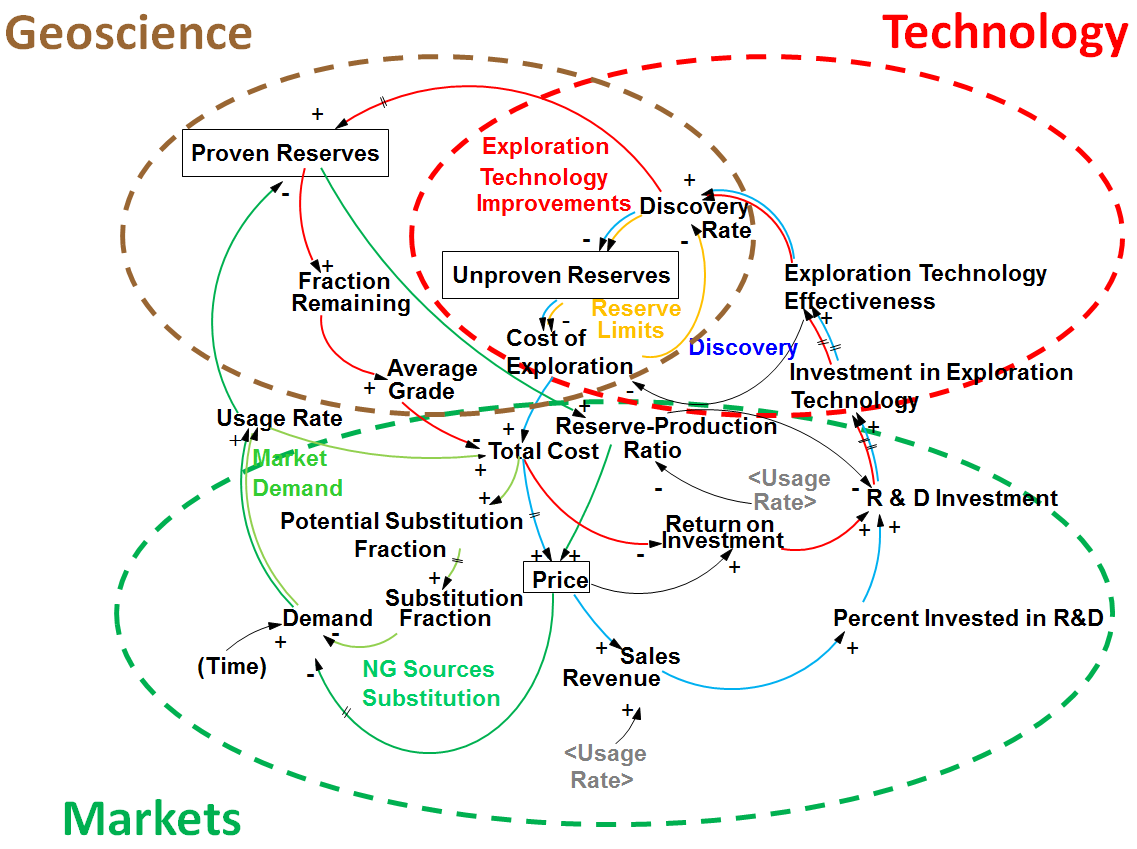 Geoscience
Technology
+
Proven Reserves
-
Exploration
Technology
Improvements
+
Discovery
Rate
-
-
Unproven Reserves
+
Fraction
Remaining
Exploration Technology
Effectiveness
-
Reserve
Limits
+
Cost of
Exploration
Discovery
-
Investment in Exploration
Technology
+
Average
Grade
+
Usage Rate
+
+
Reserve-Production
Ratio
+
+
-
-
Total Cost
+
Market
Demand
-
<Usage
Rate>
-
R & D Investment
+
Potential Substitution
Fraction
Return on
Investment
-
+
+
+
+
+
Price
+
Substitution
Fraction
Demand
+
-
(Time)
Percent Invested in R&D
+
+
Sales
Revenue
-
NG Sources
Substitution
+
<Usage
Rate>
Markets